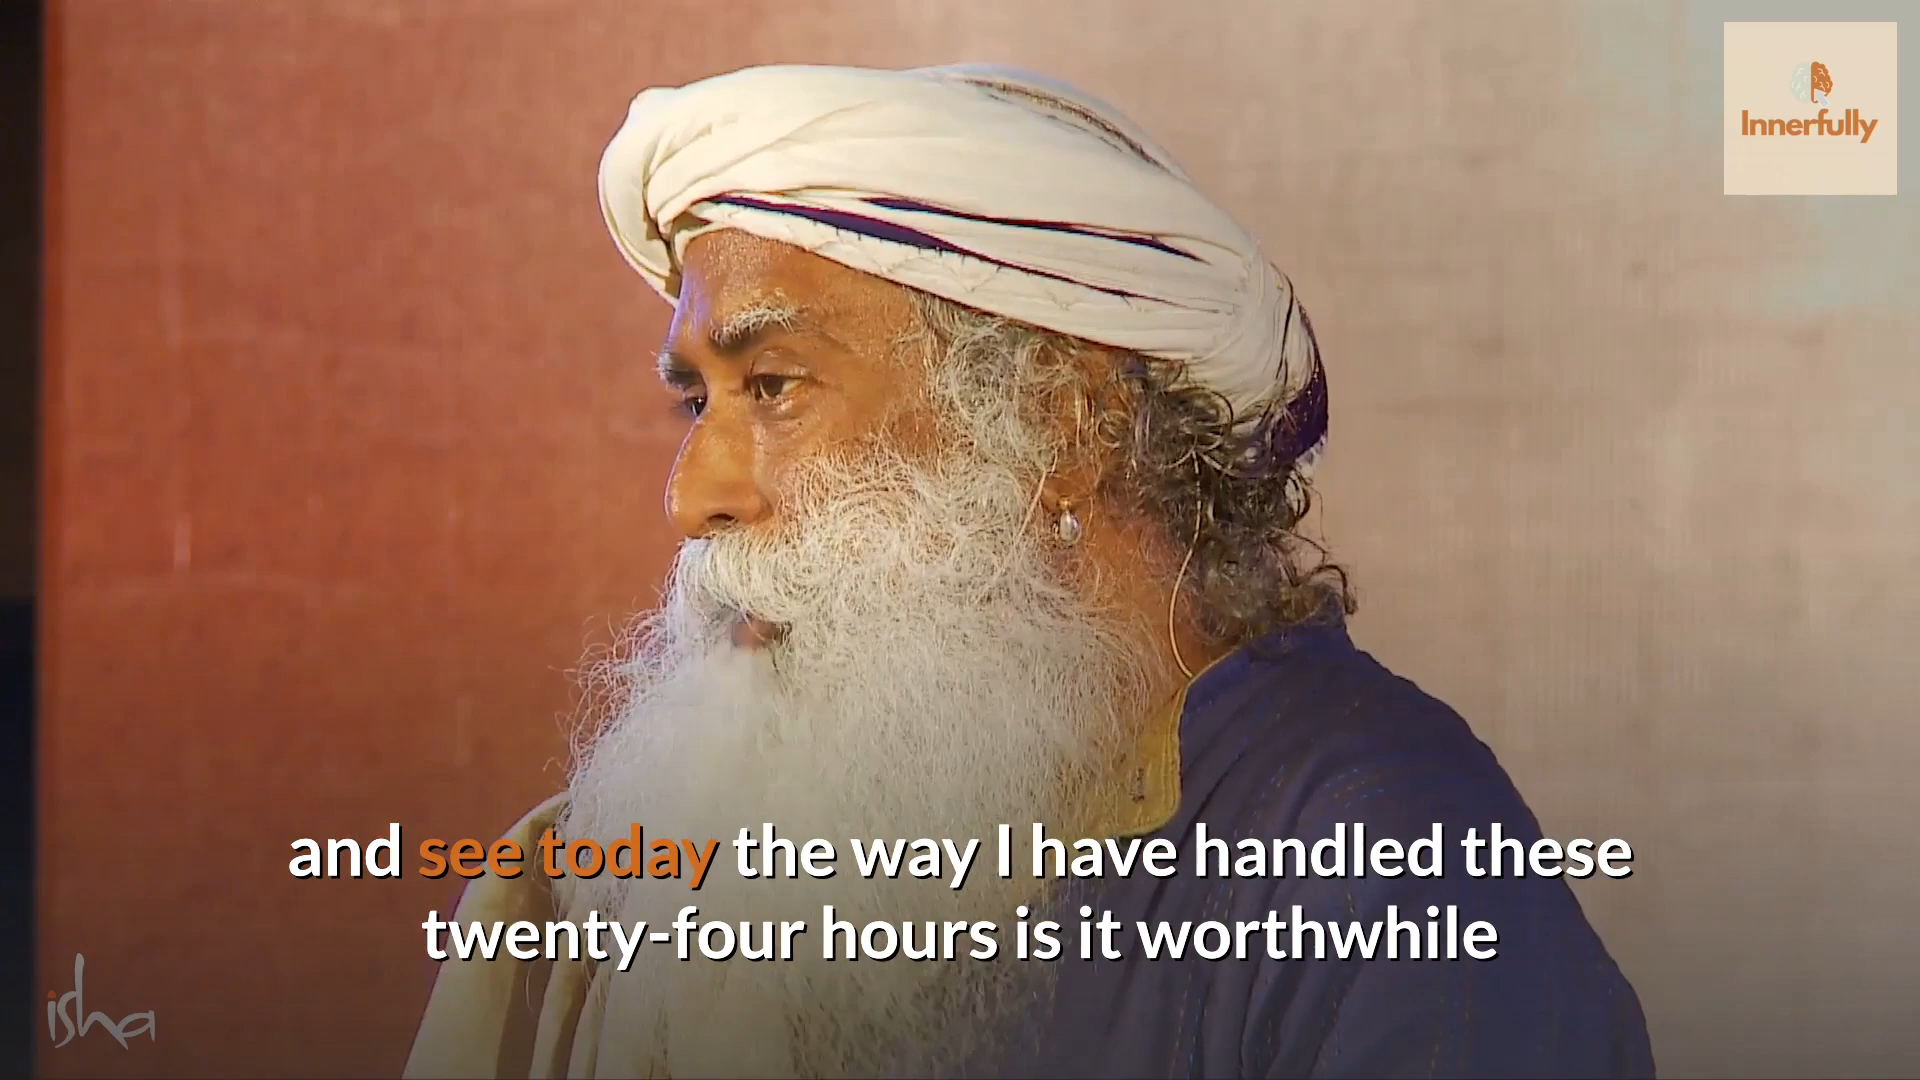 Innerfully
and see today the way I have handled these
twenty-four hours is it worthwhile
isha